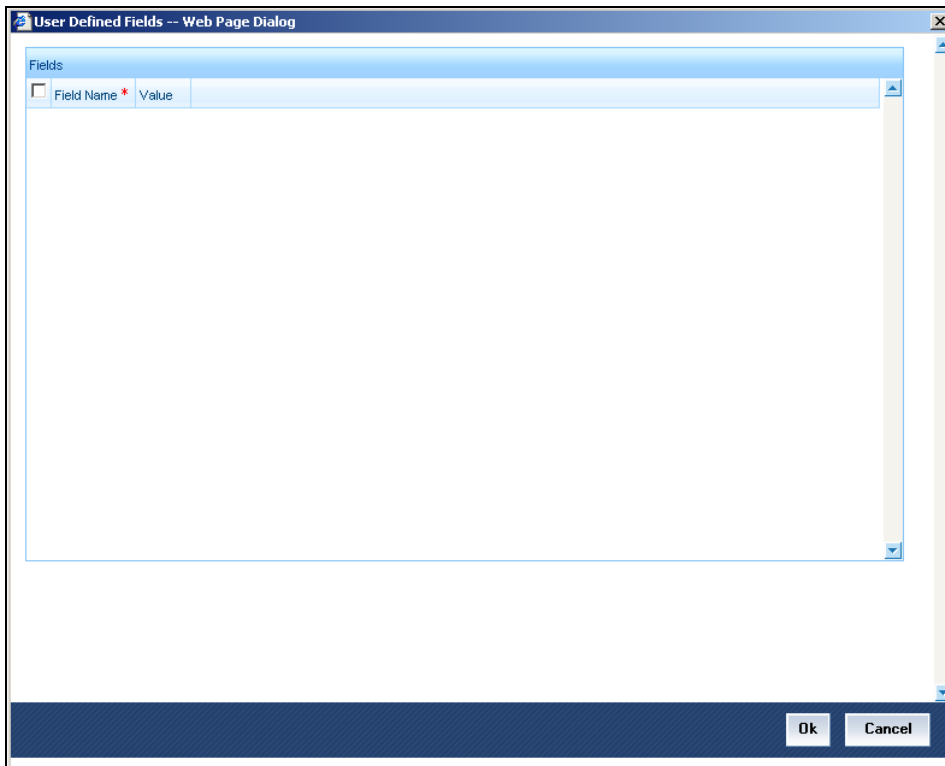 User Defined Fields -- Web Page Dialog
Fields
Field Name * Value
Ok Cancel